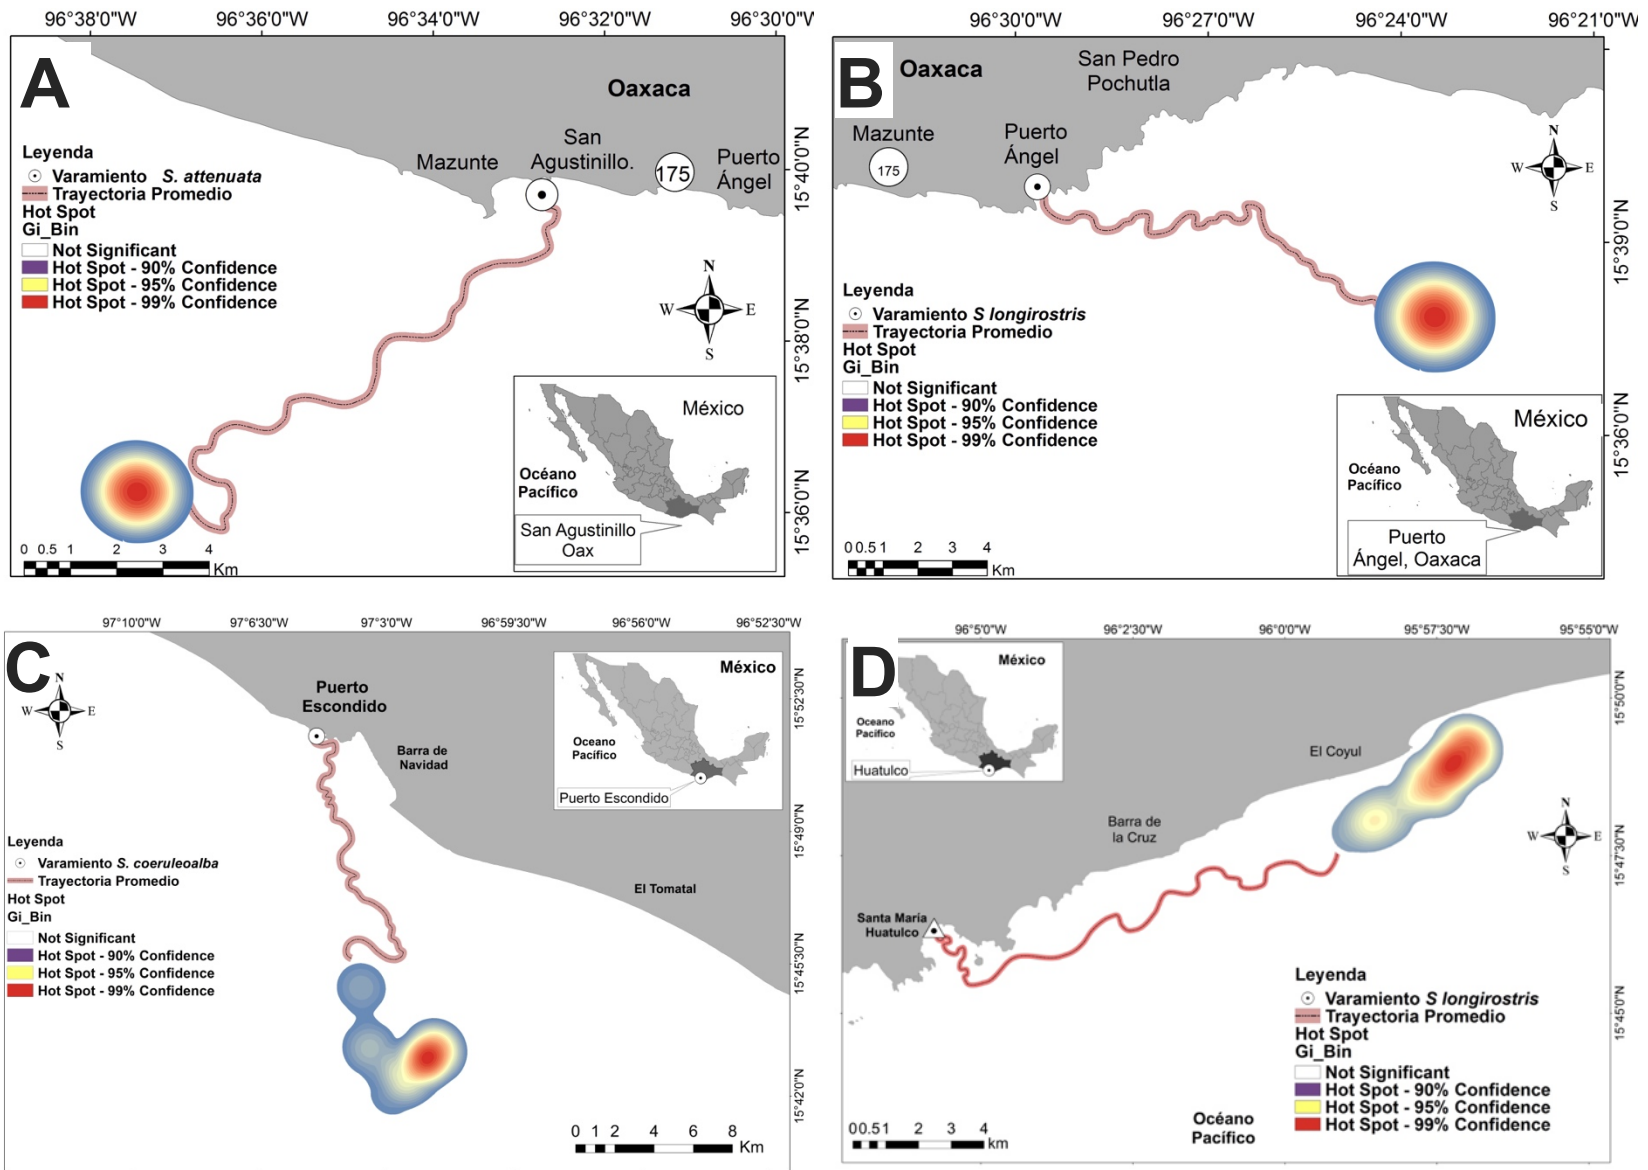 96°38'0"W
96°36'0"W
96°34'0"W
96°32'0"W
96°30'0"W
A
Oaxaca
San
Agustinillo.
Mazunte
175
Puerto
Ángel
15°40'0"N
15°38'0"N
15°36'0"N
Leyenda
Varamiento S. attenuata
Trayectoria Promedio
Hot Spot
Gi_Bin
Not Significant
Hot Spot - 90% Confidence
Hot Spot - 95% Confidence
Hot Spot - 99% Confidence
N
W
E
S
México
Océano
Pacífico
San Agustinillo
Oax
0 0.5 1 2 3 4
Km
96°30'0"W
96°27'0"W
96°24'0"W
96°21'0"W
B
Oaxaca
San Pedro
Pochutla
Mazunte
175
Puerto
Ángel
N
W
E
S
15°39'0"N
15°36'0"N
Leyenda
Varamiento S longirostris
Trayectoria Promedio
Hot Spot
Gi_Bin
Not Significant
Hot Spot - 90% Confidence
Hot Spot - 95% Confidence
Hot Spot - 99% Confidence
México
Océano
Pacífico
Puerto
Ángel, Oaxaca
0 0.5 1 2 3 4
Km
97°10'0"W
97°6'30"W
97°3'0"W
96°59'30"W
96°56'0"W
96°52'30"W
C
N
W
E
S
Puerto
Escondido
Barra de
Navidad
El Tomatal
México
Oceano
Pacífico
Puerto Escondido
15°52'30"N
15°49'0"N
15°45'30"N
15°42'0"N
Leyenda
Varamiento S. coeruleoalba
Trayectoria Promedio
Hot Spot
Gi_Bin
Not Significant
Hot Spot - 90% Confidence
Hot Spot - 95% Confidence
Hot Spot - 99% Confidence
0 1 2 4 6 8
Km
96°5'0"W
96°2'30"W
96°0'0"W
95°57'30"W
95°55'0"W
D
México
Oceano
Pacífico
Huatulco
El Coyul
Barra de
la Cruz
Santa María
Huatulco
N
W
E
S
15°50'0"N
15°47'30"N
15°45'0"N
Leyenda
Varamiento S longirostris
Trayectoria Promedio
Hot Spot
Gi_Bin
Not Significant
Hot Spot - 90% Confidence
Hot Spot - 95% Confidence
Hot Spot - 99% Confidence
Océano
Pacífico
0 0.5 1 2 3 4
km